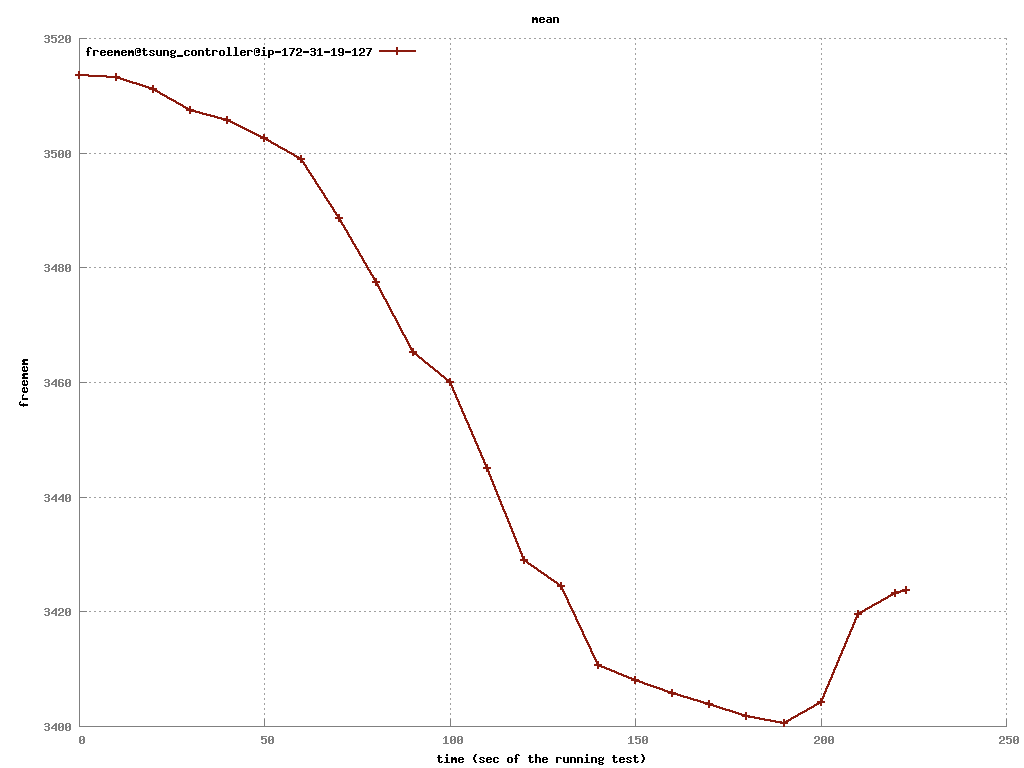 mean
3520
freemem@tsung_controller@ip-172-31-19-127
3500
3480
3460
3440
3420
3400
freemem
0 50 100 150 200 250
time (sec of the running test)